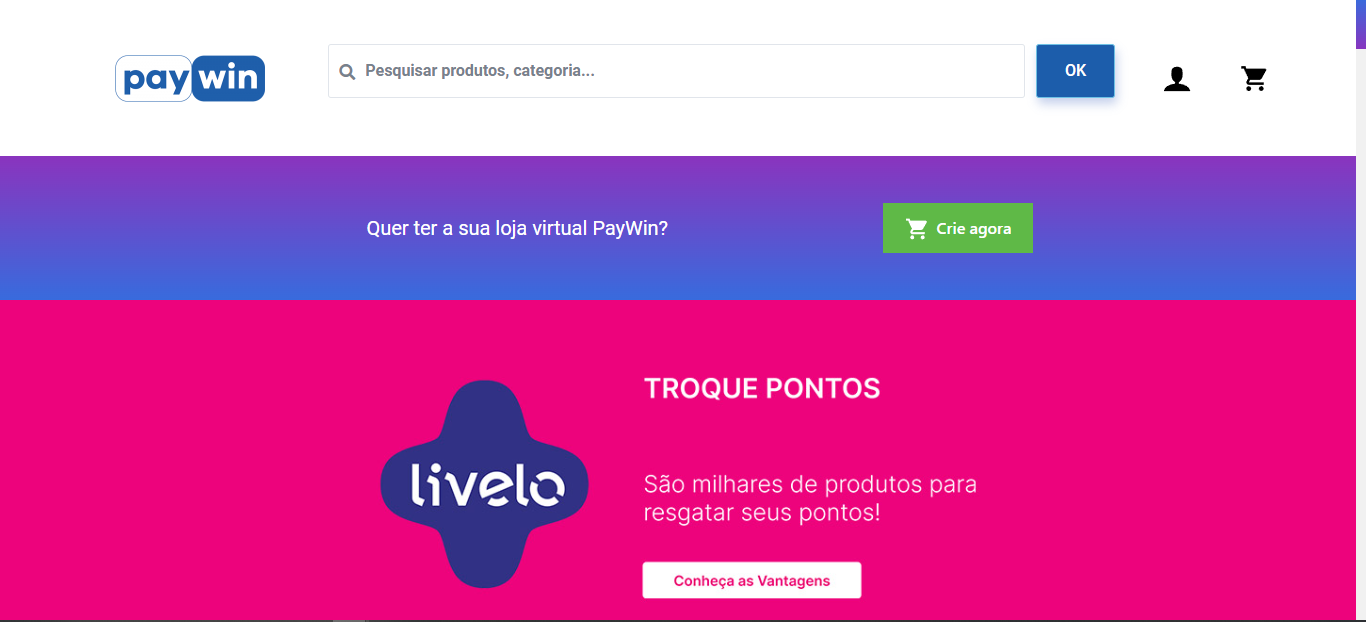 paywin
Pesquisar produtos, categoria...
OK
Quer ter a sua loja virtual PayWin?
Crie agora
TROQUE PONTOS
livelo
São milhares de produtos para
resgatar seus pontos!
Conheça as Vantagens